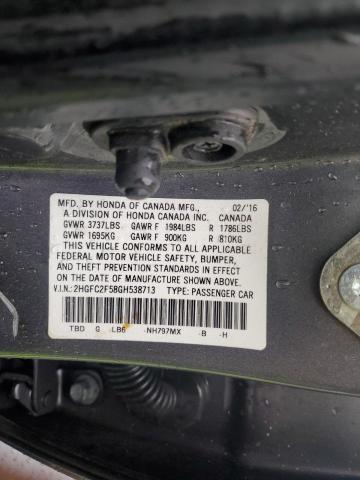 MFD. BY HONDA OF CANADA MFG., 02/'16
A DIVISION OF HONDA CANADA INC. CANADA
GVWR 3737LBS GAWR F 1984LBS R 1786LBS
GVWR 1695KG GAWR F 900KG R 810KG
THIS VEHICLE CONFORMS TO ALL APPLICABLE
FEDERAL MOTOR VEHICLE SAFETY, BUMPER,
AND THEFT PREVENTION STANDARDS IN EFFECT
ON THE DATE OF MANUFACTURE SHOWN ABOVE.
V.I.N.: 2HGFC2F58GH538713 TYPE: PASSENGER CAR
TBD G LB6 -NH797MX -B -H